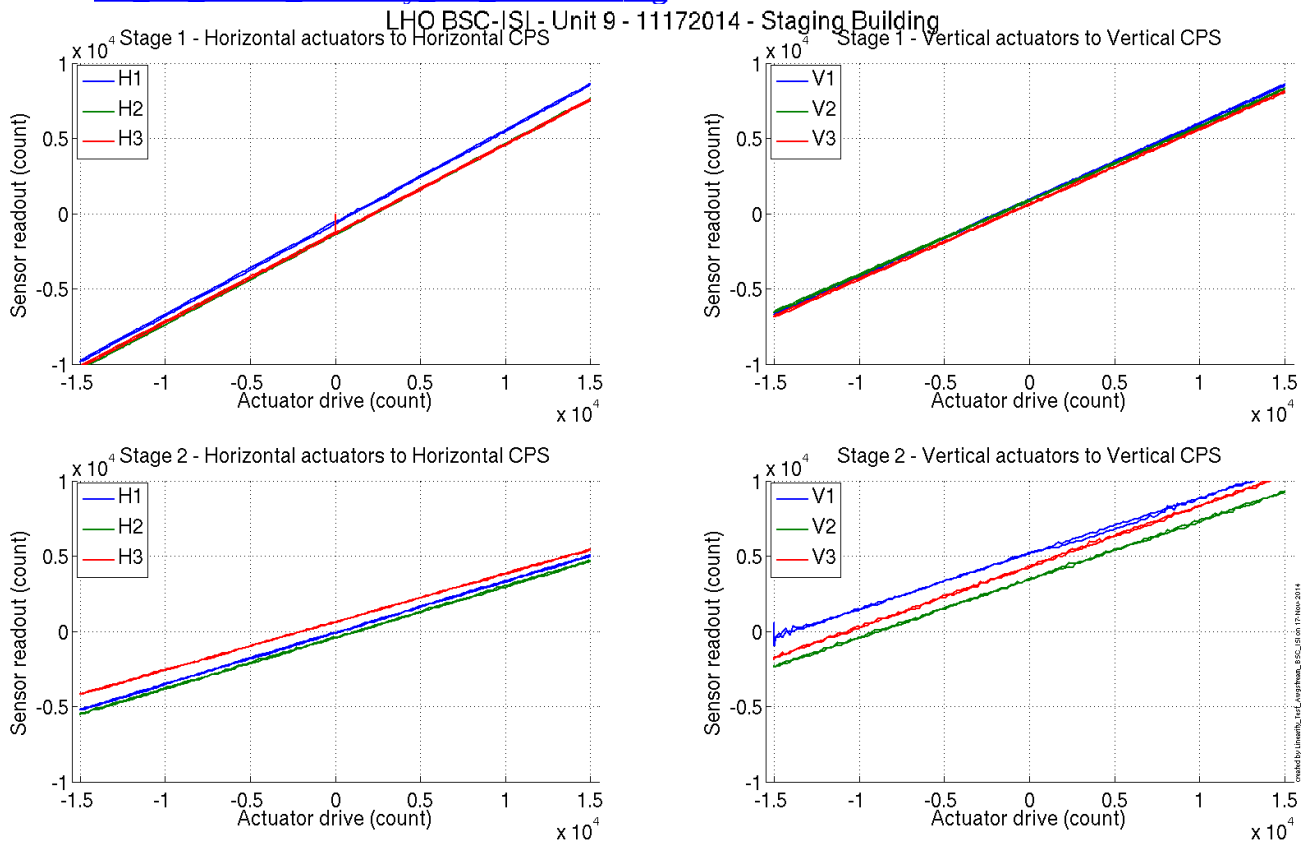 LHO BSC-ISI - Unit 9 - 11172014 - Staging Building
x 10^4 Stage 1 - Horizontal actuators to Horizontal CPS
1
H1
H2
H3
0.5
0
-0.5
-1
Sensor readout (count)
-1.5 -1 -0.5 0 0.5 1 1.5
Actuator drive (count)
x 10^4
x 10^4 Stage 1 - Vertical actuators to Vertical CPS
1
V1
V2
V3
0.5
0
-0.5
-1
Sensor readout (count)
-1.5 -1 -0.5 0 0.5 1 1.5
Actuator drive (count)
x 10^4
x 10^4 Stage 2 - Horizontal actuators to Horizontal CPS
1
H1
H2
H3
0.5
0
-0.5
-1
Sensor readout (count)
-1.5 -1 -0.5 0 0.5 1 1.5
Actuator drive (count)
x 10^4
x 10^4 Stage 2 - Vertical actuators to Vertical CPS
1
V1
V2
V3
0.5
0
-0.5
-1
Sensor readout (count)
-1.5 -1 -0.5 0 0.5 1 1.5
Actuator drive (count)
x 10^4
created by Linearity_Test_Awgstream_BSC_ISI on 17-Nov-2014